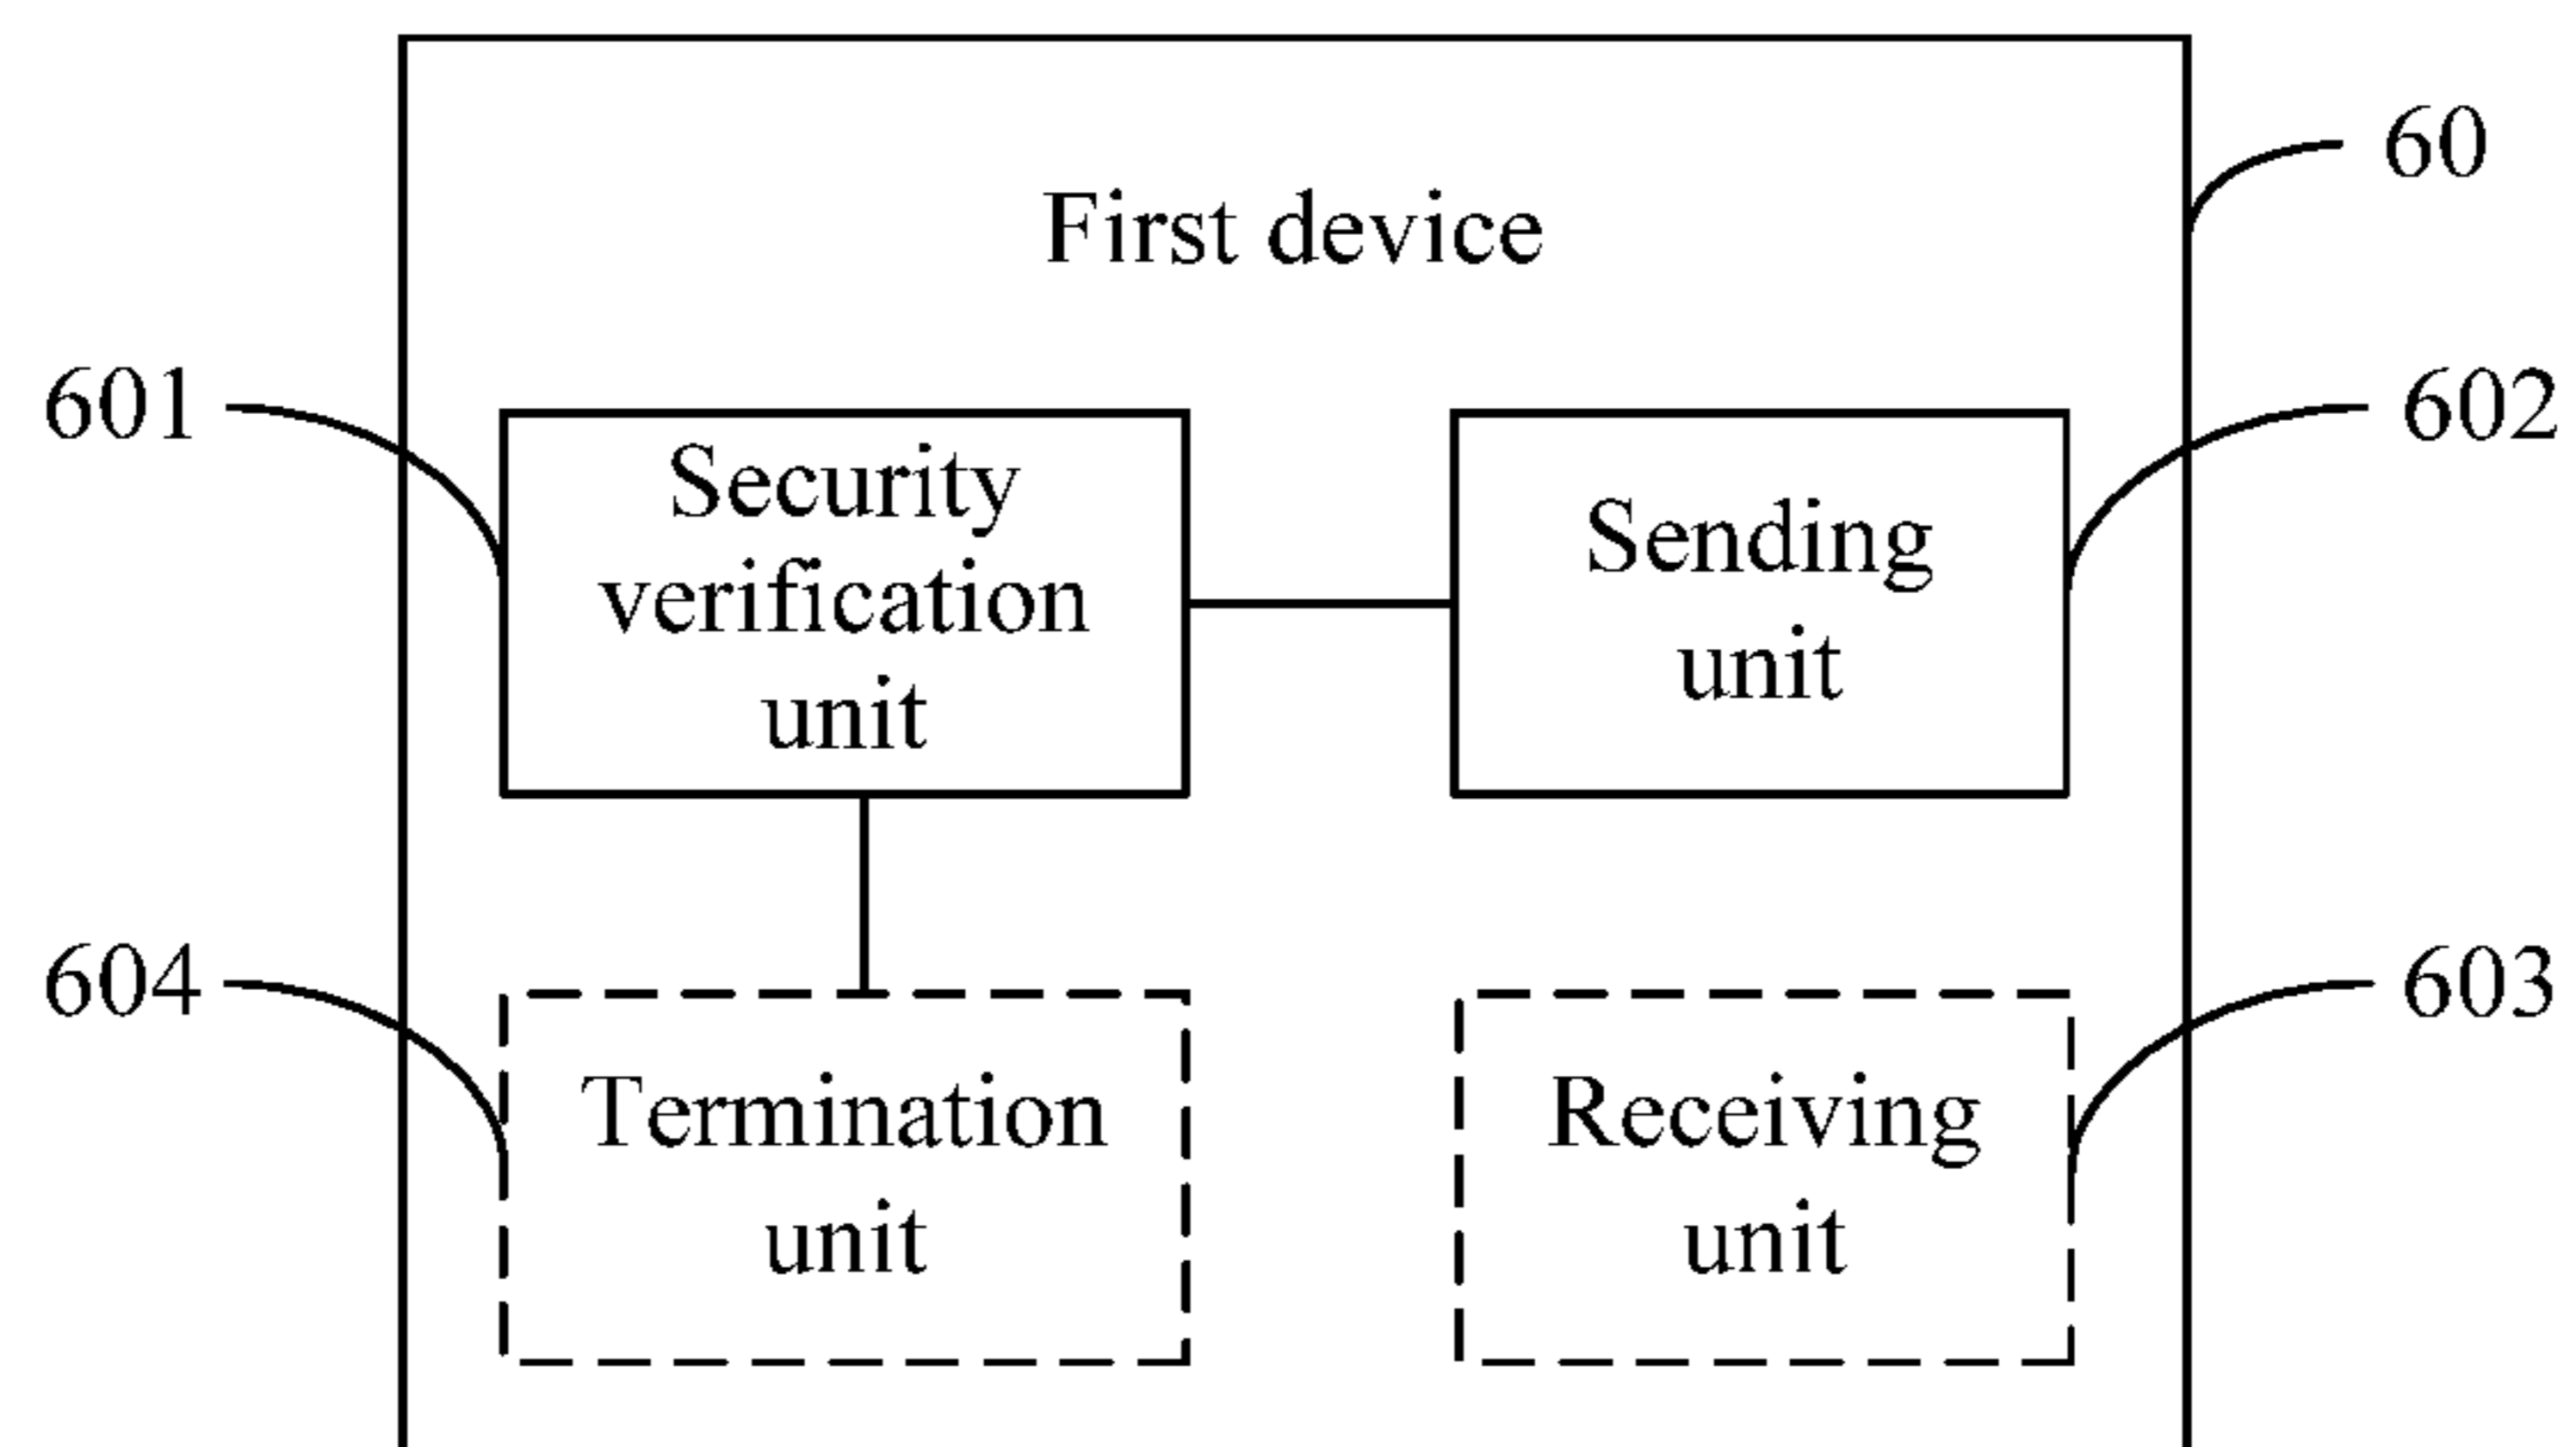 60
First device
601
602
Security
verification
unit
Sending
unit
604
603
Termination
unit
Receiving
unit